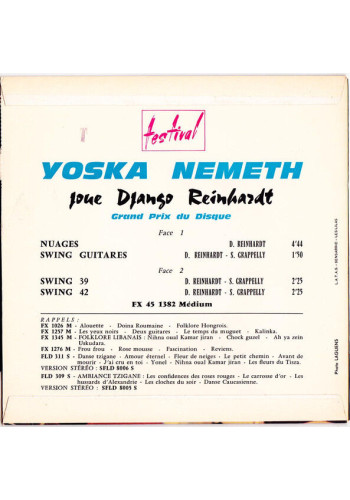 festival
YOSKA NEMETH
joue Django Reinhardt
Grand Prix du Disque
Face 1
NUAGES D. REINHARDT 4'44
SWING GUITARES D. REINHARDT - S. GRAPPELLY 1'50
Face 2
SWING 39 D. REINHARDT - S. GRAPPELLY 2'25
SWING 42 D. REINHARDT - S. GRAPPELLY 2'25
FX 45 1382 Médium
RAPPELS :
FX 1026 M - Alouette - Doina Roumaine - Folklore Hongrois.
FX 1257 M - Les yeux noirs - Deux guitares - Le temps du muguet - Kalinka.
FX 1345 M - FOLKLORE LIBANAIS : Nihna oual Kamar jiran - Chouk guzel - Ah ya zein
Uskudara.
FX 1276 M - Frou frou - Rose mousse - Fascination - Reviens.
FLD 311 S - Danse tzigane - Amour éternel - Fleur de neiges - Le petit chemin - Avant de
mourir - J'ai cru en toi - Yonel - Nihna oual Kamar jiran - Les fleurs du Tisza.
VERSION STÉRÉO : SFLD 8006 S
FLD 309 S - AMBIANCE TZIGANE : Les confidences des roses rouges - Le carrosse d'or - Les
hussards d'Alexandrie - Les cloches du soir - Danse Caucasienne.
VERSION STÉRÉO : SFLD 8005 S
Photo LAGUENS